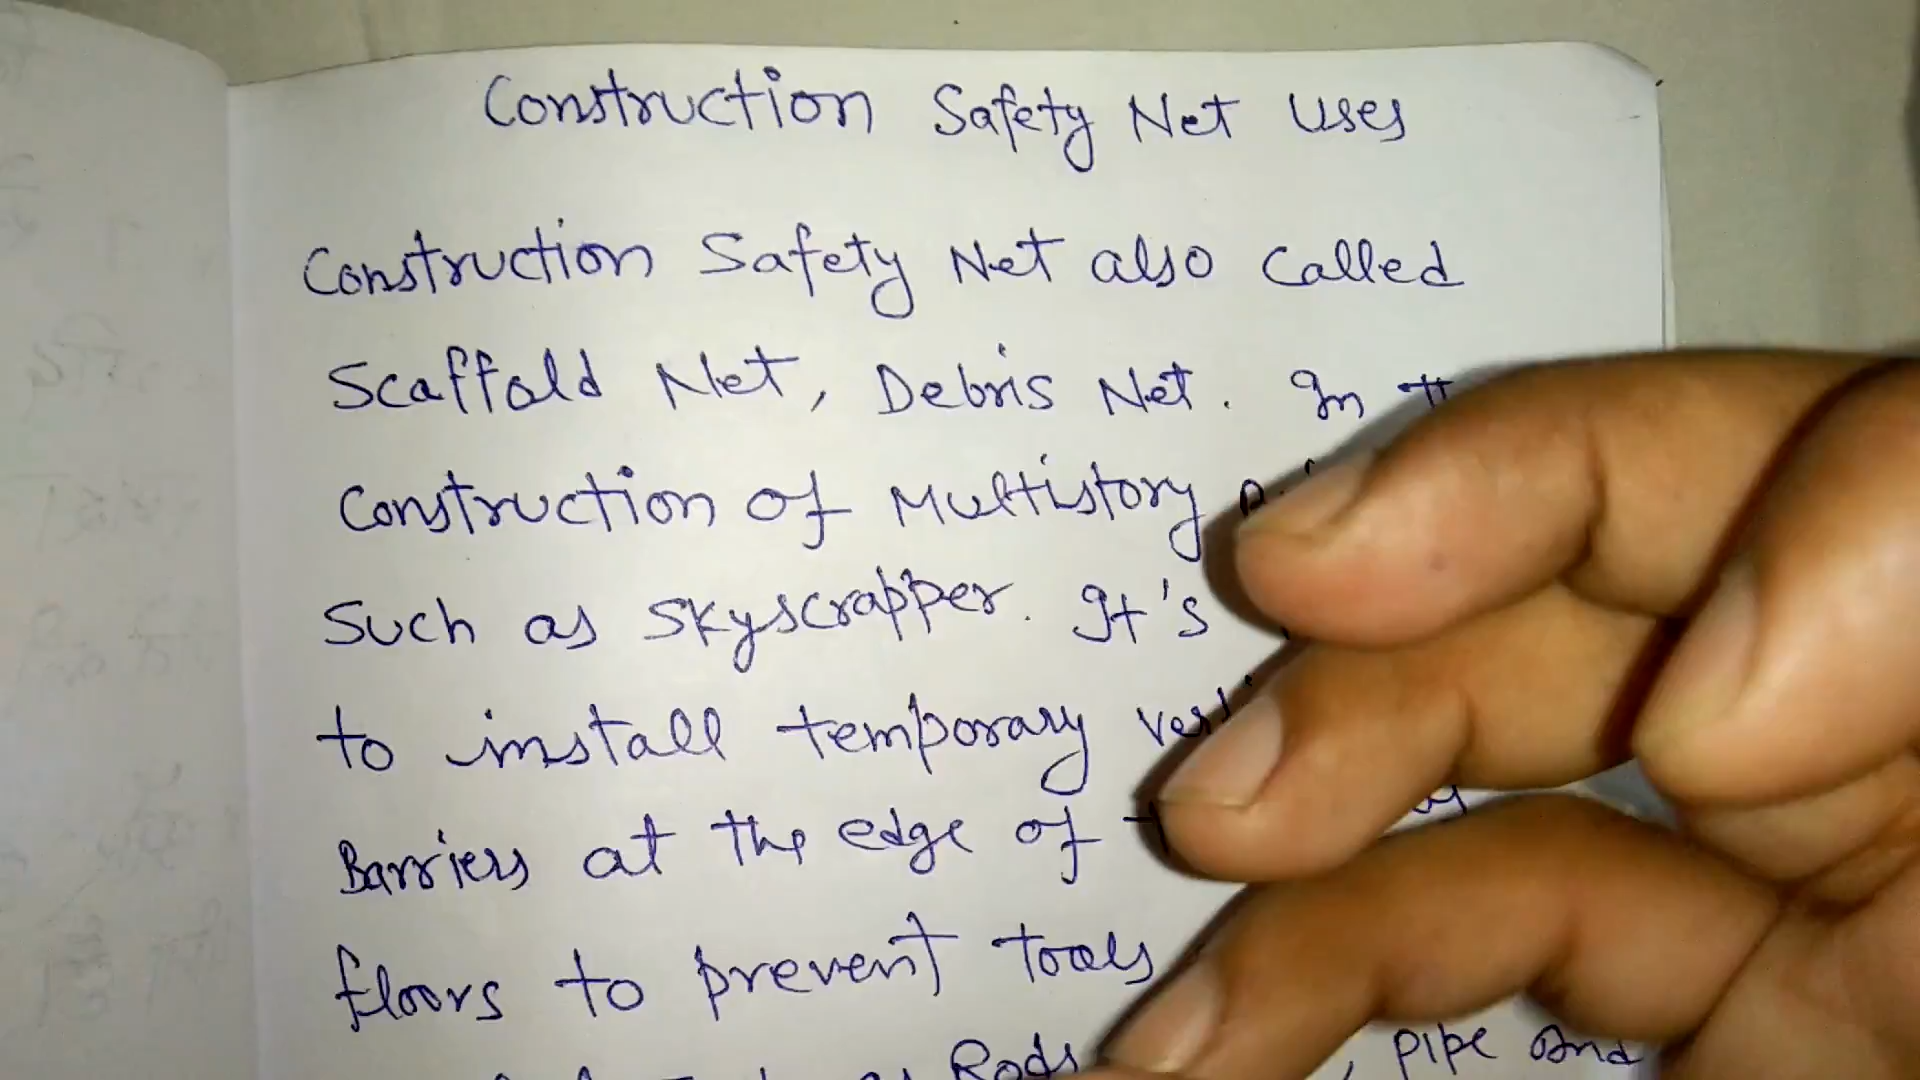 Construction Safety Net Uses
Construction Safety Net also called
Scaffold Net, Debris Net. In
Construction of Multistory
Such as Skyscrapper. It's
to install temporary
Barriers at the edge of
floors to prevent tools
Rods, pipe and